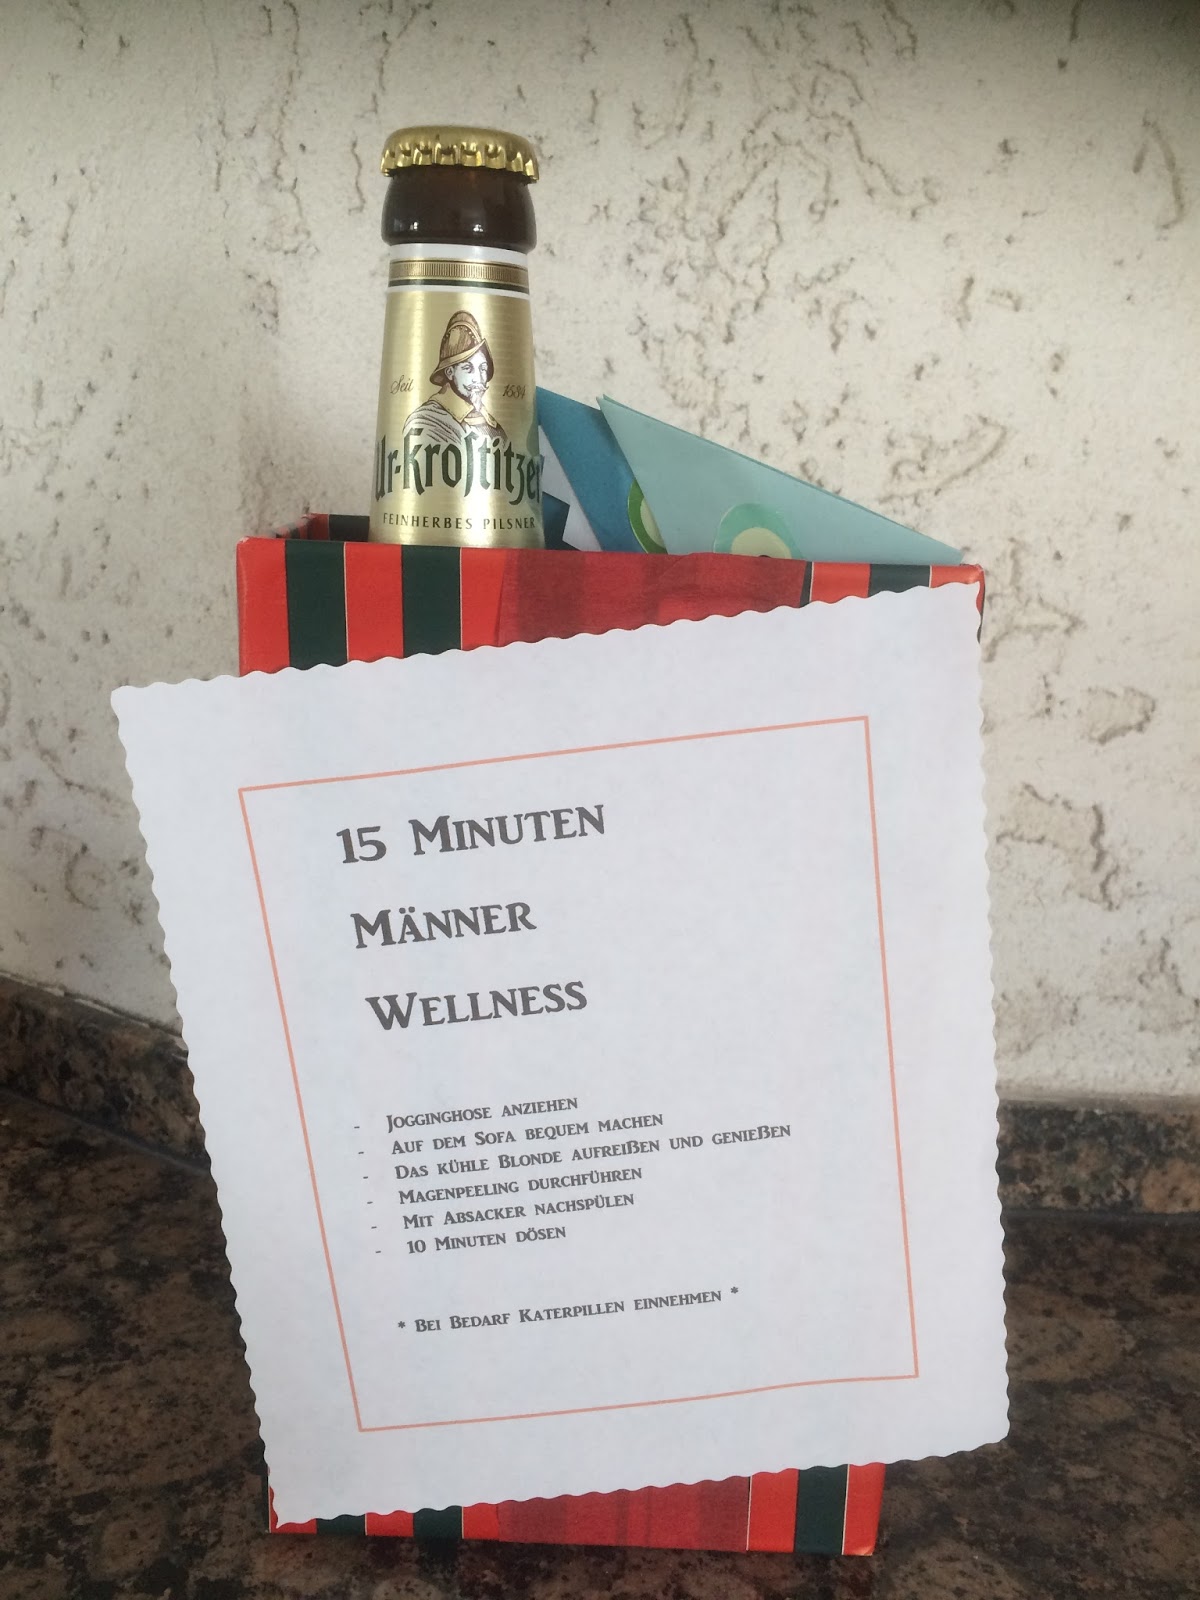 Seit 1534
Ur-Krostitzer
FEINHERBES PILSNER
15 MINUTEN
MÄNNER
WELLNESS
- JOGGINGHOSE ANZIEHEN
- AUF DEM SOFA BEQUEM MACHEN
- DAS KÜHLE BLONDE AUFREIßEN UND GENIEßEN
- MAGENPEELING DURCHFÜHREN
- MIT ABSACKER NACHSPÜLEN
- 10 MINUTEN DÖSEN
* BEI BEDARF KATERPILLEN EINNEHMEN *